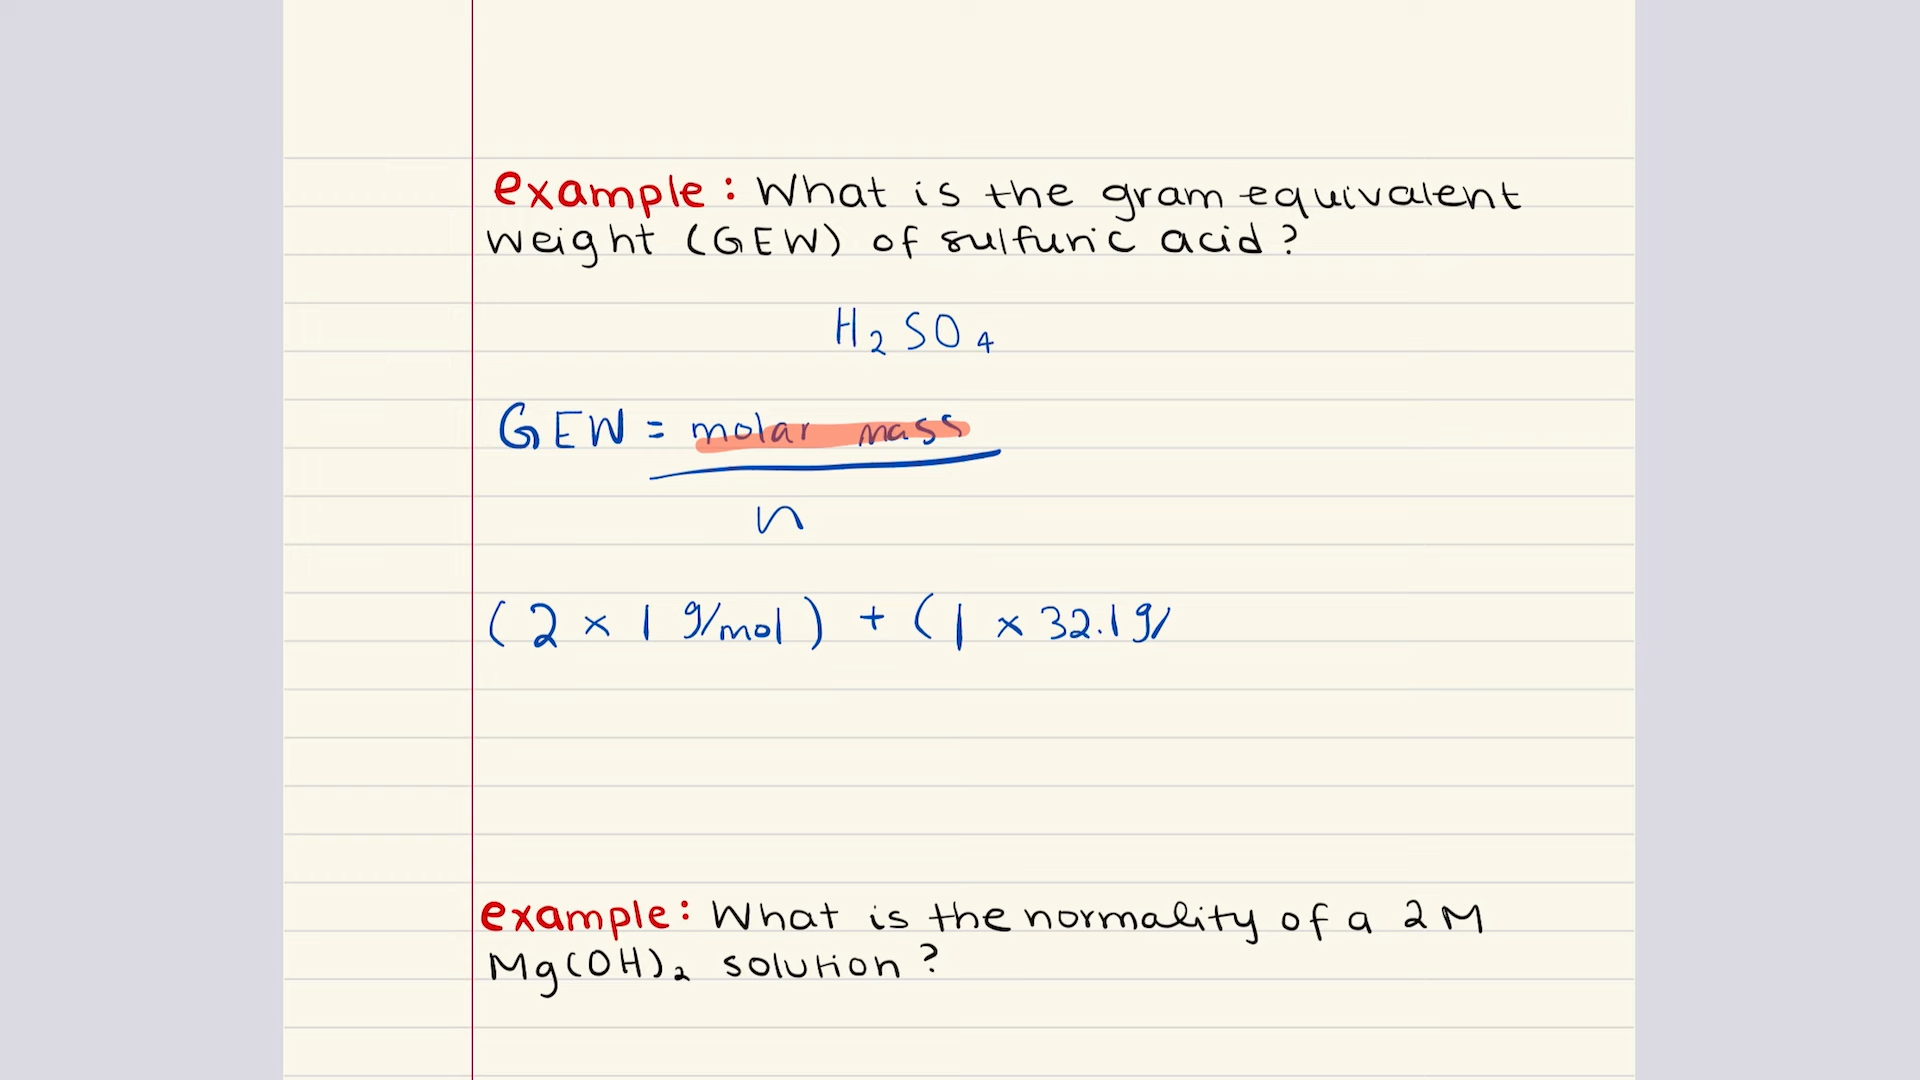 example: What is the gram equivalent
weight (GEW) of sulfuric acid?
H₂SO₄
GEW = molar mass
n
(2 × 1 g/mol) + (1 × 32.1 g/
example: What is the normality of a 2 M
Mg(OH)₂ solution?